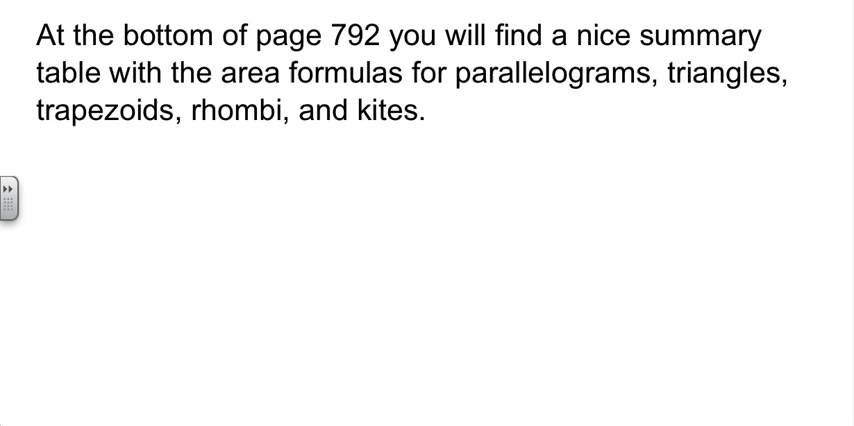 At the bottom of page 792 you will find a nice summary
table with the area formulas for parallelograms, triangles,
trapezoids, rhombi, and kites.